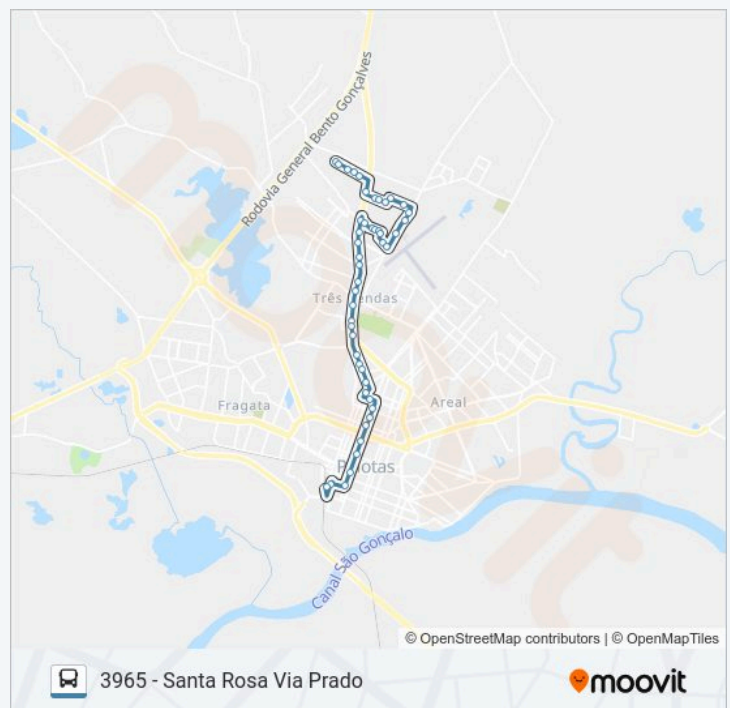 Rodovia General Bento Gonçalves
Três Vendas
Fragata
Areal
Pelotas
Canal São Gonçalo
© OpenStreetMap contributors | © OpenMapTiles
3965 - Santa Rosa Via Prado
moovit